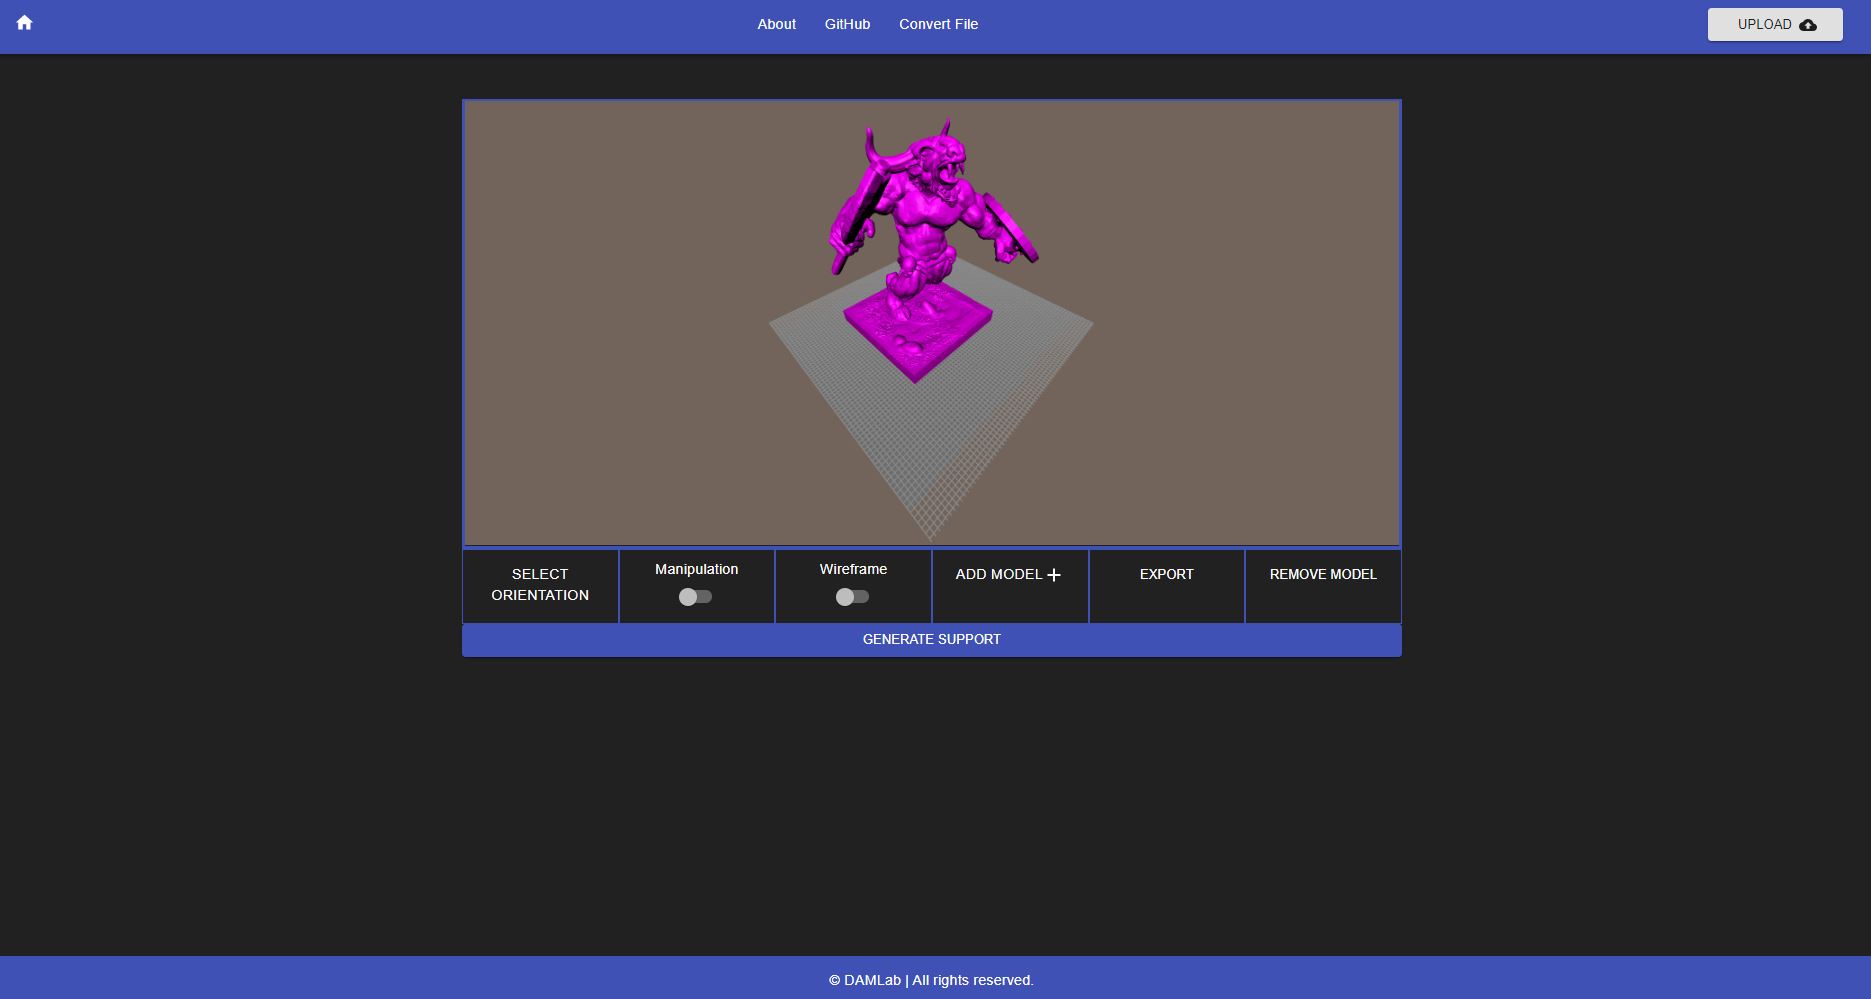 About GitHub Convert File
UPLOAD
SELECT
ORIENTATION
Manipulation
Wireframe
ADD MODEL
EXPORT
REMOVE MODEL
GENERATE SUPPORT
© DAMLab | All rights reserved.